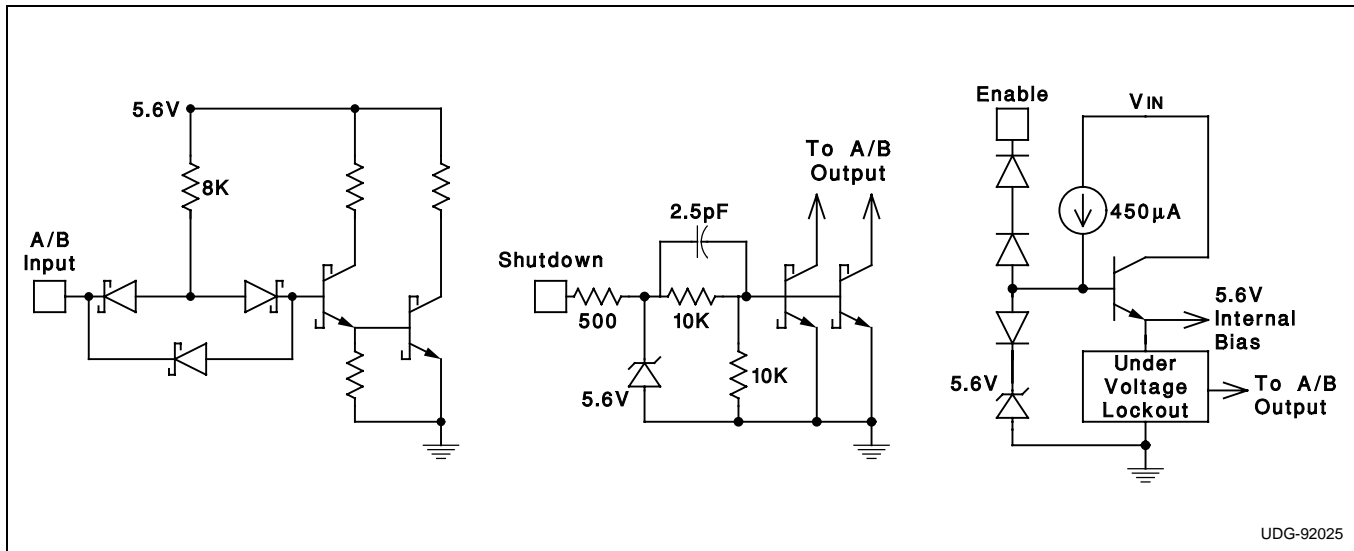 5.6V
8K
A/B
Input
To A/B
Output
2.5pF
Shutdown
500
10K
10K
5.6V
Enable
VIN
450µA
5.6V
Internal
Bias
5.6V
Under
Voltage
Lockout
To A/B
Output
UDG-92025